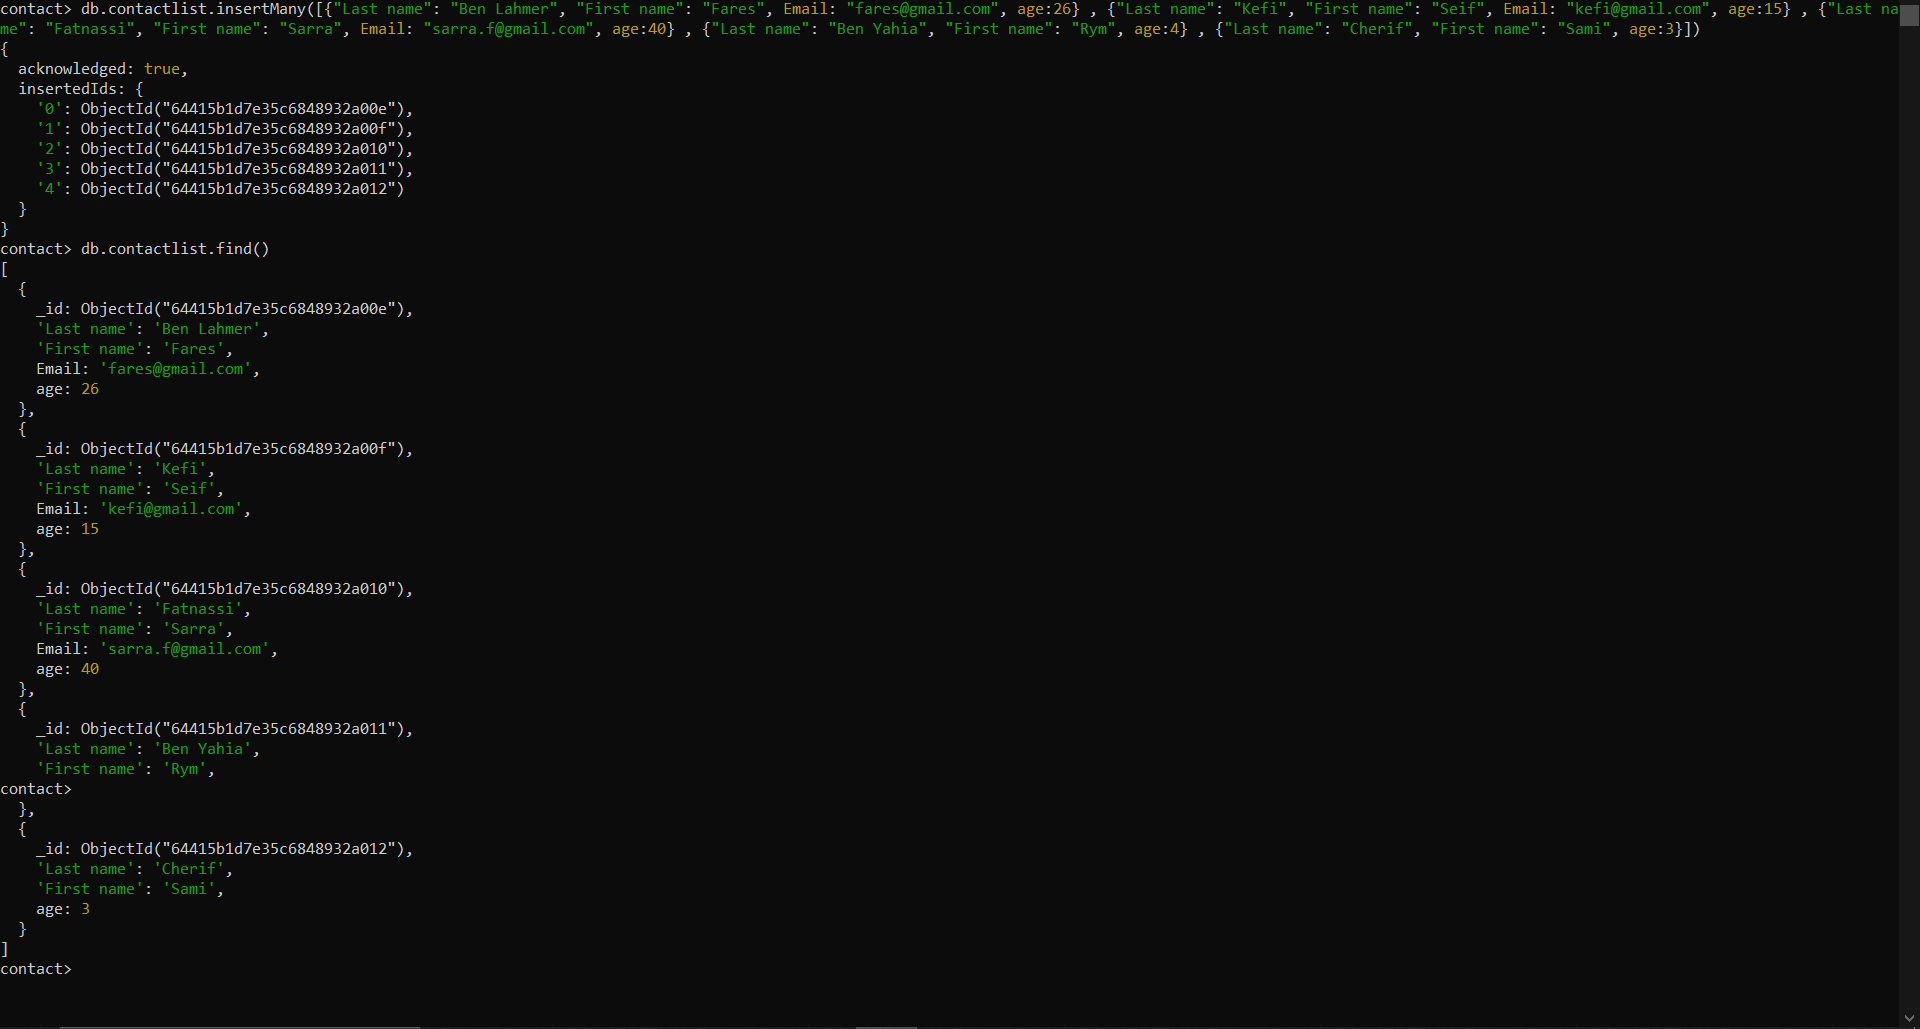 contact> db.contactlist.insertMany([{"Last name": "Ben Lahmer", "First name": "Fares", Email: "fares@gmail.com", age:26} , {"Last name": "Kefi", "First name": "Seif", Email: "kefi@gmail.com", age:15} , {"Last na
me": "Fatnassi", "First name": "Sarra", Email: "sarra.f@gmail.com", age:40} , {"Last name": "Ben Yahia", "First name": "Rym", age:4} , {"Last name": "Cherif", "First name": "Sami", age:3}])
{
  acknowledged: true,
  insertedIds: {
    '0': ObjectId("64415b1d7e35c6848932a00e"),
    '1': ObjectId("64415b1d7e35c6848932a00f"),
    '2': ObjectId("64415b1d7e35c6848932a010"),
    '3': ObjectId("64415b1d7e35c6848932a011"),
    '4': ObjectId("64415b1d7e35c6848932a012")
  }
}
contact> db.contactlist.find()
[
  {
    _id: ObjectId("64415b1d7e35c6848932a00e"),
    'Last name': 'Ben Lahmer',
    'First name': 'Fares',
    Email: 'fares@gmail.com',
    age: 26
  },
  {
    _id: ObjectId("64415b1d7e35c6848932a00f"),
    'Last name': 'Kefi',
    'First name': 'Seif',
    Email: 'kefi@gmail.com',
    age: 15
  },
  {
    _id: ObjectId("64415b1d7e35c6848932a010"),
    'Last name': 'Fatnassi',
    'First name': 'Sarra',
    Email: 'sarra.f@gmail.com',
    age: 40
  },
  {
    _id: ObjectId("64415b1d7e35c6848932a011"),
    'Last name': 'Ben Yahia',
    'First name': 'Rym',
contact>
  },
  {
    _id: ObjectId("64415b1d7e35c6848932a012"),
    'Last name': 'Cherif',
    'First name': 'Sami',
    age: 3
  }
]
contact>